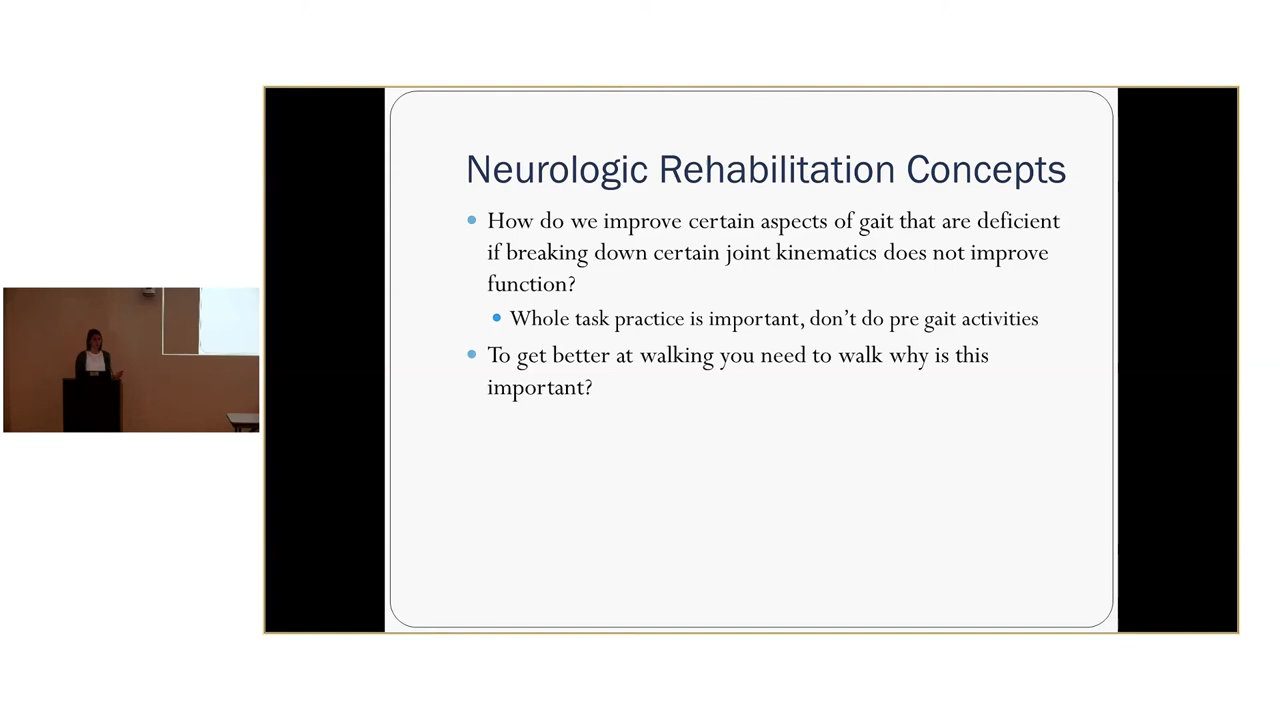 Neurologic Rehabilitation Concepts
How do we improve certain aspects of gait that are deficient
if breaking down certain joint kinematics does not improve
function?
Whole task practice is important, don't do pre gait activities
To get better at walking you need to walk why is this
important?